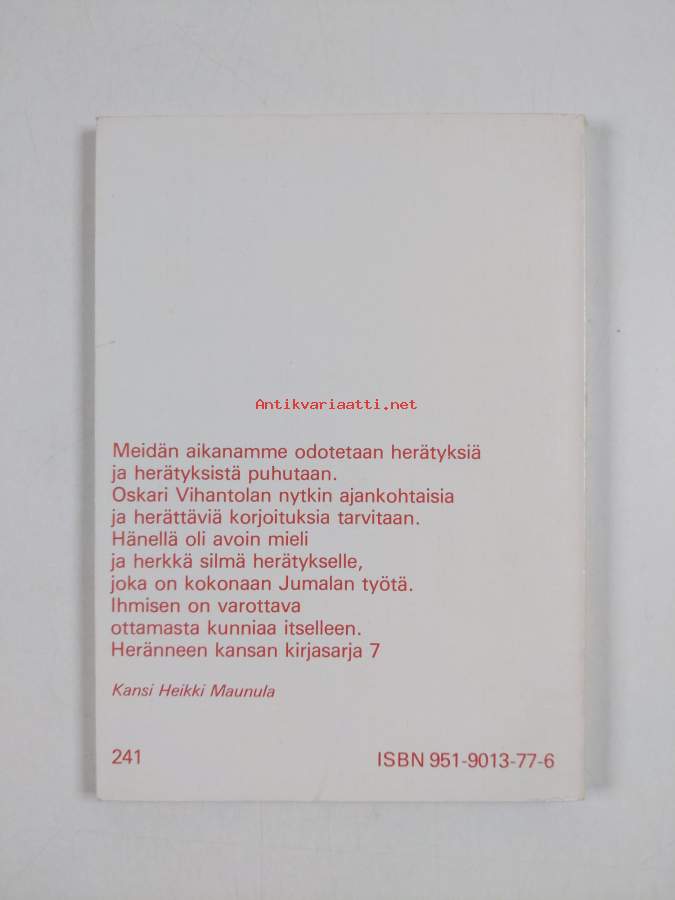 Antikvariaatti.net
Meidän aikanamme odotetaan herätyksiä
ja herätyksistä puhutaan.
Oskari Vihantolan nytkin ajankohtaisia
ja herättäviä korjoituksia tarvitaan.
Hänellä oli avoin mieli
ja herkkä silmä herätykselle,
joka on kokonaan Jumalan työtä.
Ihmisen on varottava
ottamasta kunniaa itselleen.
Heränneen kansan kirjasarja 7
Kansi Heikki Maunula
241
ISBN 951-9013-77-6